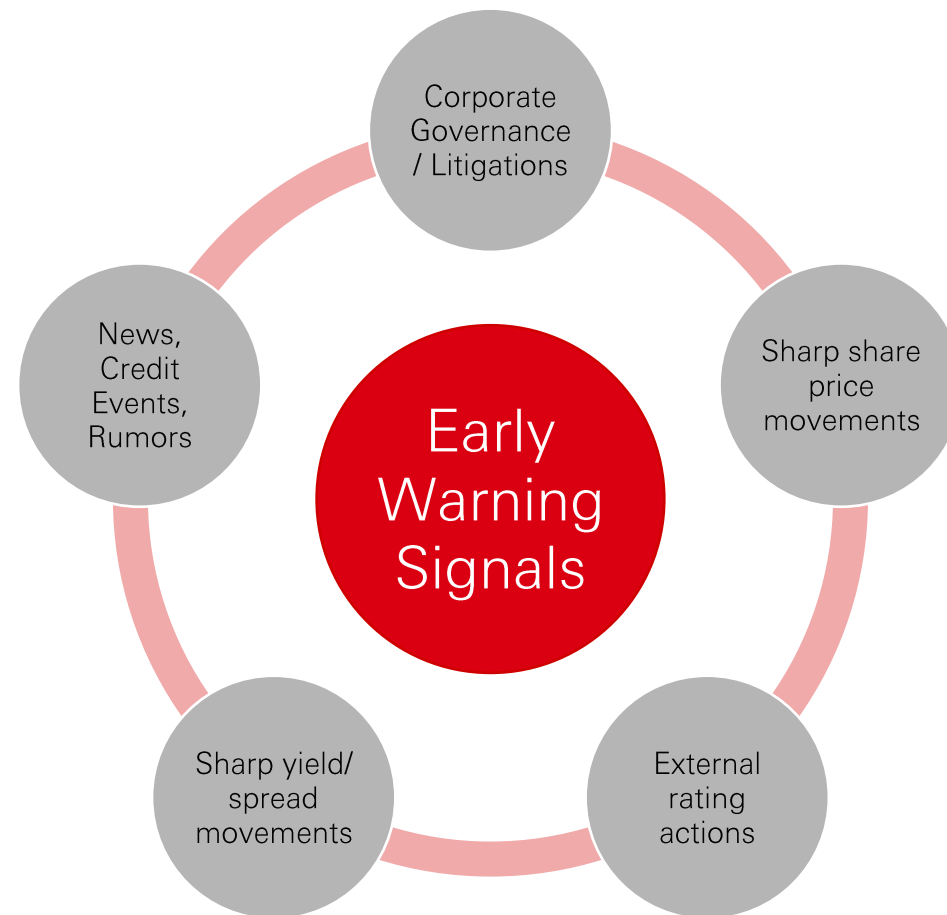 Corporate
Governance
/ Litigations
News,
Credit
Events,
Rumors
Sharp share
price
movements
Early
Warning
Signals
Sharp yield/
spread
movements
External
rating
actions